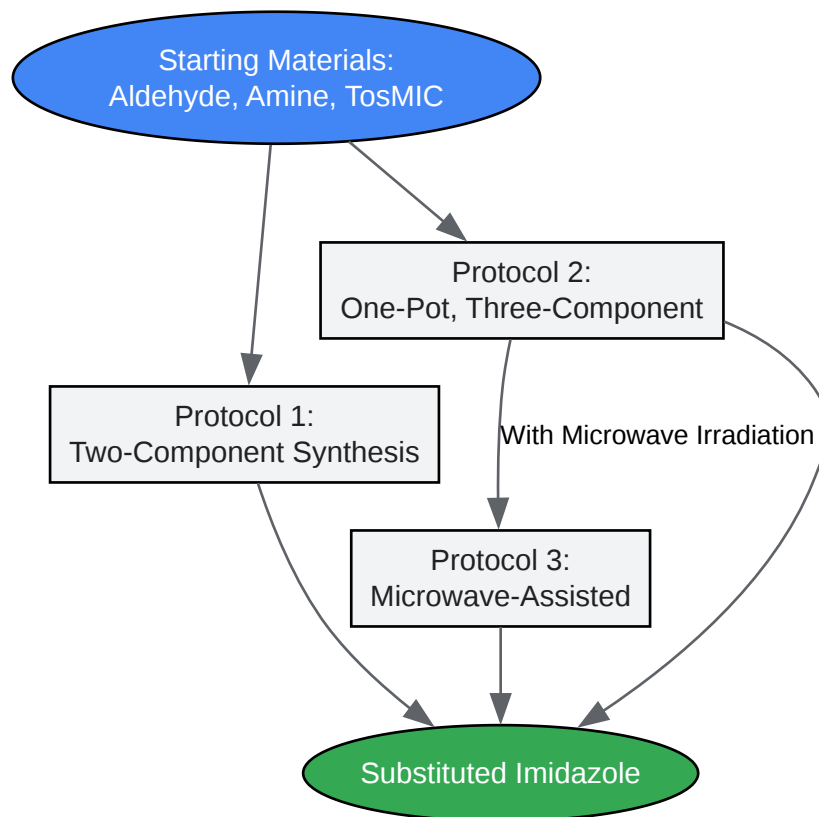 Starting Materials:
Aldehyde, Amine, TosMIC
Protocol 2:
One-Pot, Three-Component
Protocol 1:
Two-Component Synthesis
With Microwave Irradiation
Protocol 3:
Microwave-Assisted
Substituted Imidazole